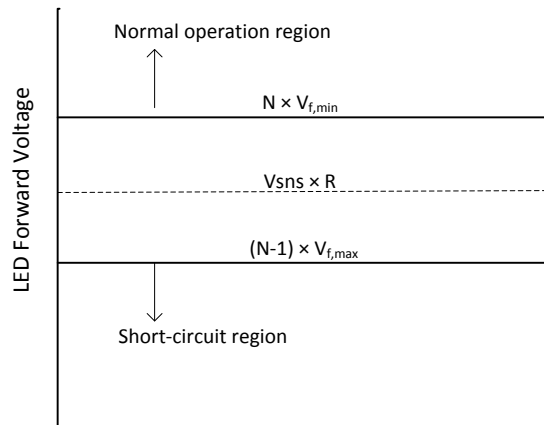 Normal operation region
N × Vf,min
Vsns × R
(N-1) × Vf,max
Short-circuit region
LED Forward Voltage